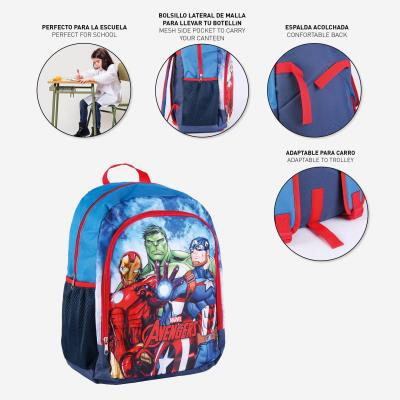 PERFECTO PARA LA ESCUELA
PERFECT FOR SCHOOL
BOLSILLO LATERAL DE MALLA
PARA LLEVAR TU BOTELLíN
MESH SIDE POCKET TO CARRY
YOUR CANTEEN
ESPALDA ACOLCHADA
CONFORTABLE BACK
ADAPTABLE PARA CARRO
ADAPTABLE TO TROLLEY
MARVEL
AVENGERS